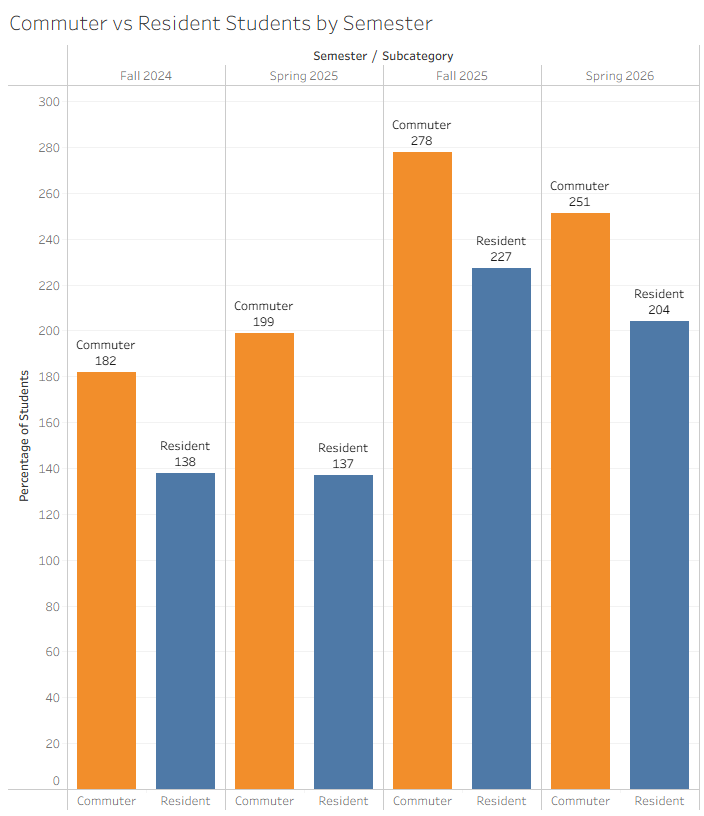 Commuter vs Resident Students by Semester
Semester / Subcategory
Fall 2024
Spring 2025
Fall 2025
Spring 2026
Percentage of Students
300
280
260
240
220
200
180
160
140
120
100
80
60
40
20
0
Commuter
182
Resident
138
Commuter
199
Resident
137
Commuter
278
Resident
227
Commuter
251
Resident
204
Commuter
Resident
Commuter
Resident
Commuter
Resident
Commuter
Resident